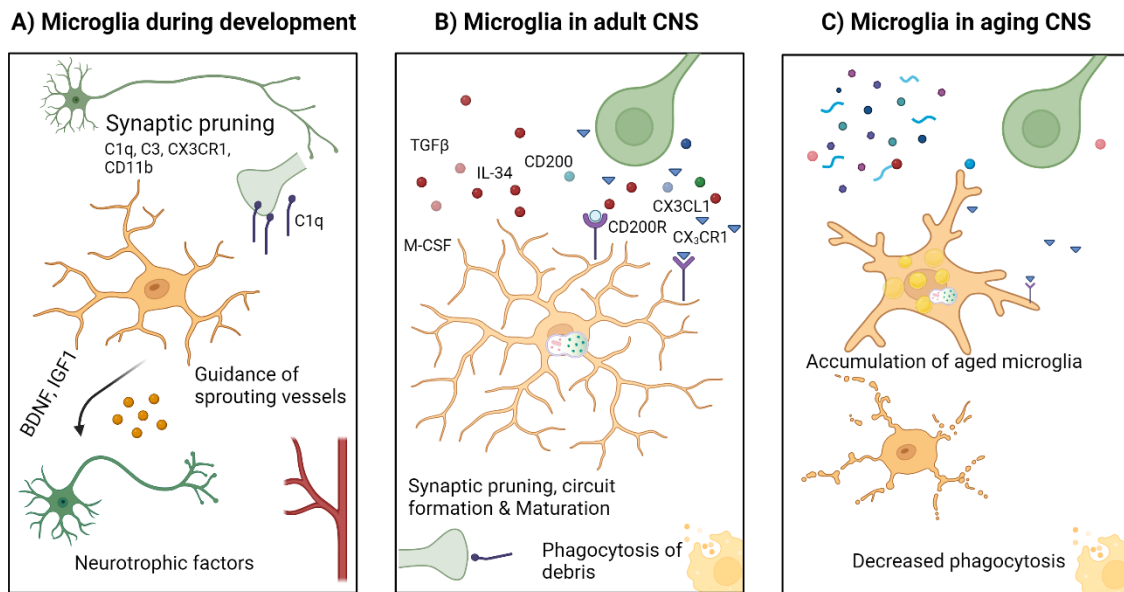 A) Microglia during development
Synaptic pruning
C1q, C3, CX3CR1,
CD11b
C1q
BDNF, IGF1
Guidance of
sprouting vessels
Neurotrophic factors
B) Microglia in adult CNS
TGFβ
IL-34
CD200
CX3CL1
CD200R
CX₃CR1
M-CSF
Synaptic pruning, circuit
formation & Maturation
Phagocytosis of
debris
C) Microglia in aging CNS
Accumulation of aged microglia
Decreased phagocytosis